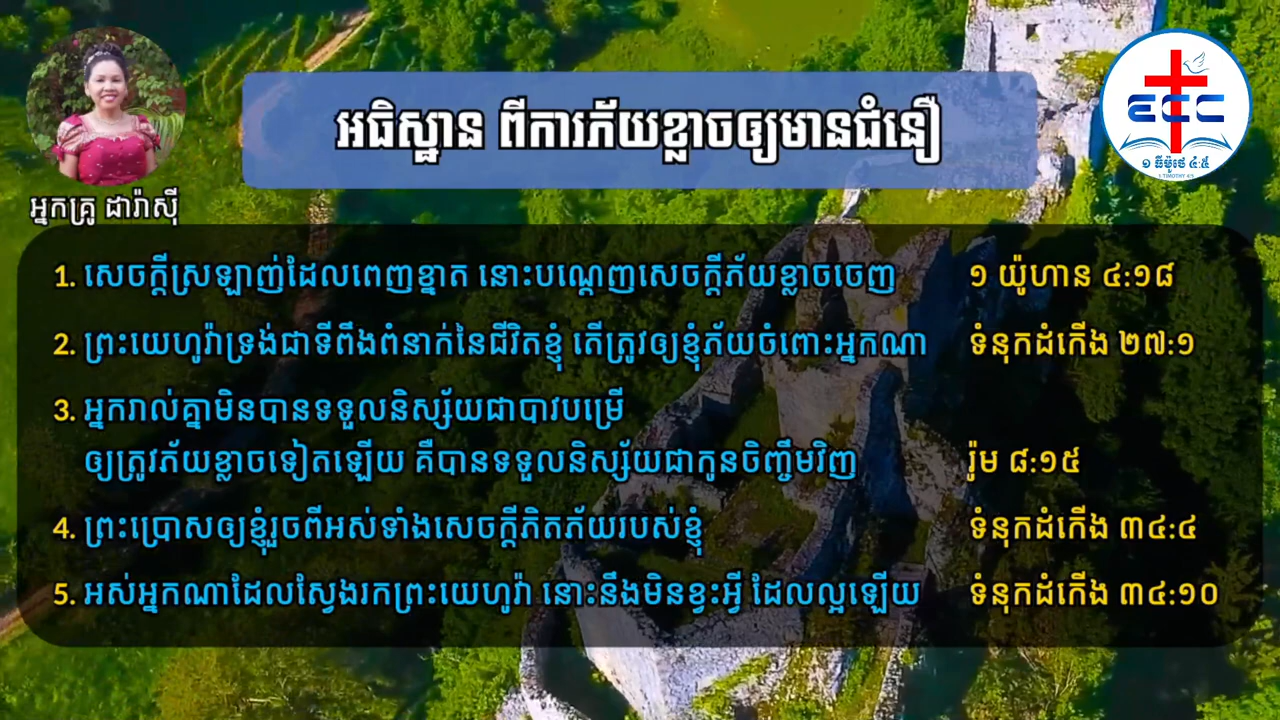 អធិស្ឋាន ពីការភ័យខ្លាចឲ្យមានជំនឿ
ECC
១ ធីម៉ូថេ ៤:៥
1 TIMOTHY 4:5
អ្នកគ្រូ ដារ៉ាស៊ី
1. សេចក្ដីស្រឡាញ់ដែលពេញខ្នាត នោះបណ្តេញសេចក្ដីភ័យខ្លាចចេញ ១ យ៉ូហាន ៤:១៨
2. ព្រះយេហូវ៉ាទ្រង់ជាទីពឹងពំនាក់នៃជីវិតខ្ញុំ តើត្រូវឲ្យខ្ញុំភ័យចំពោះអ្នកណា ទំនុកដំកើង ២៧:១
3. អ្នករាល់គ្នាមិនបានទទួលនិស្ស័យជាបាវបម្រើ
ឲ្យត្រូវភ័យខ្លាចទៀតឡើយ គឺបានទទួលនិស្ស័យជាកូនចិញ្ចឹមវិញ រ៉ូម ៨:១៥
4. ព្រះប្រោសឲ្យខ្ញុំរួចពីអស់ទាំងសេចក្ដីភិតភ័យរបស់ខ្ញុំ ទំនុកដំកើង ៣៤:៤
5. អស់អ្នកណាដែលស្វែងរកព្រះយេហូវ៉ា នោះនឹងមិនខ្វះអ្វី ដែលល្អឡើយ ទំនុកដំកើង ៣៤:១០